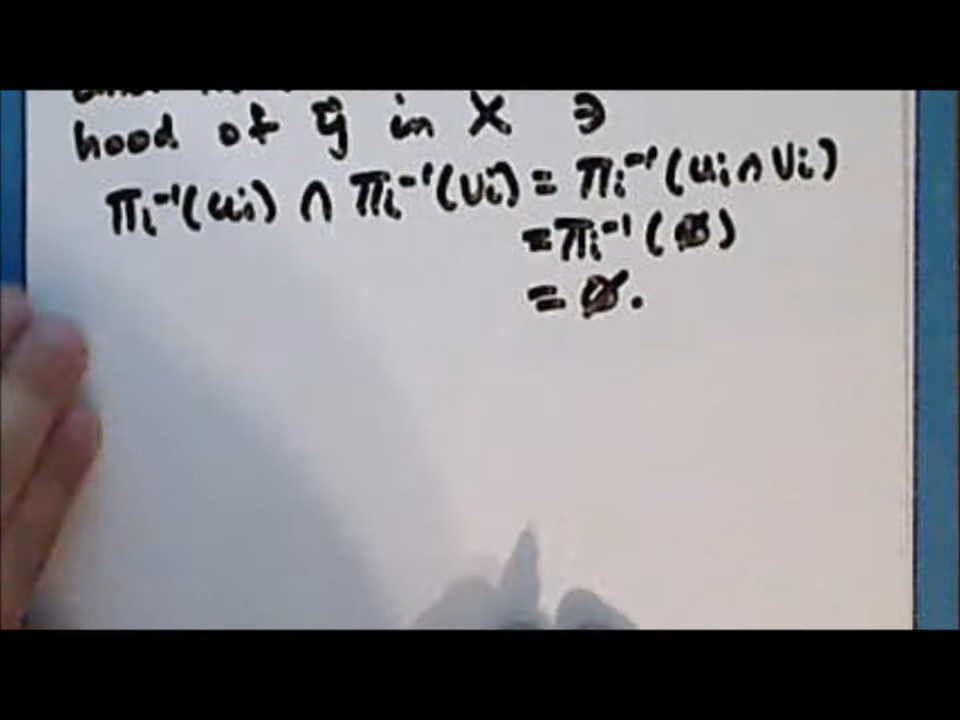 hood of ȳ in X ∋
πᵢ⁻¹(uᵢ) ∩ πᵢ⁻¹(vᵢ) = πᵢ⁻¹(uᵢ ∩ vᵢ)
= πᵢ⁻¹(∅)
= ∅.